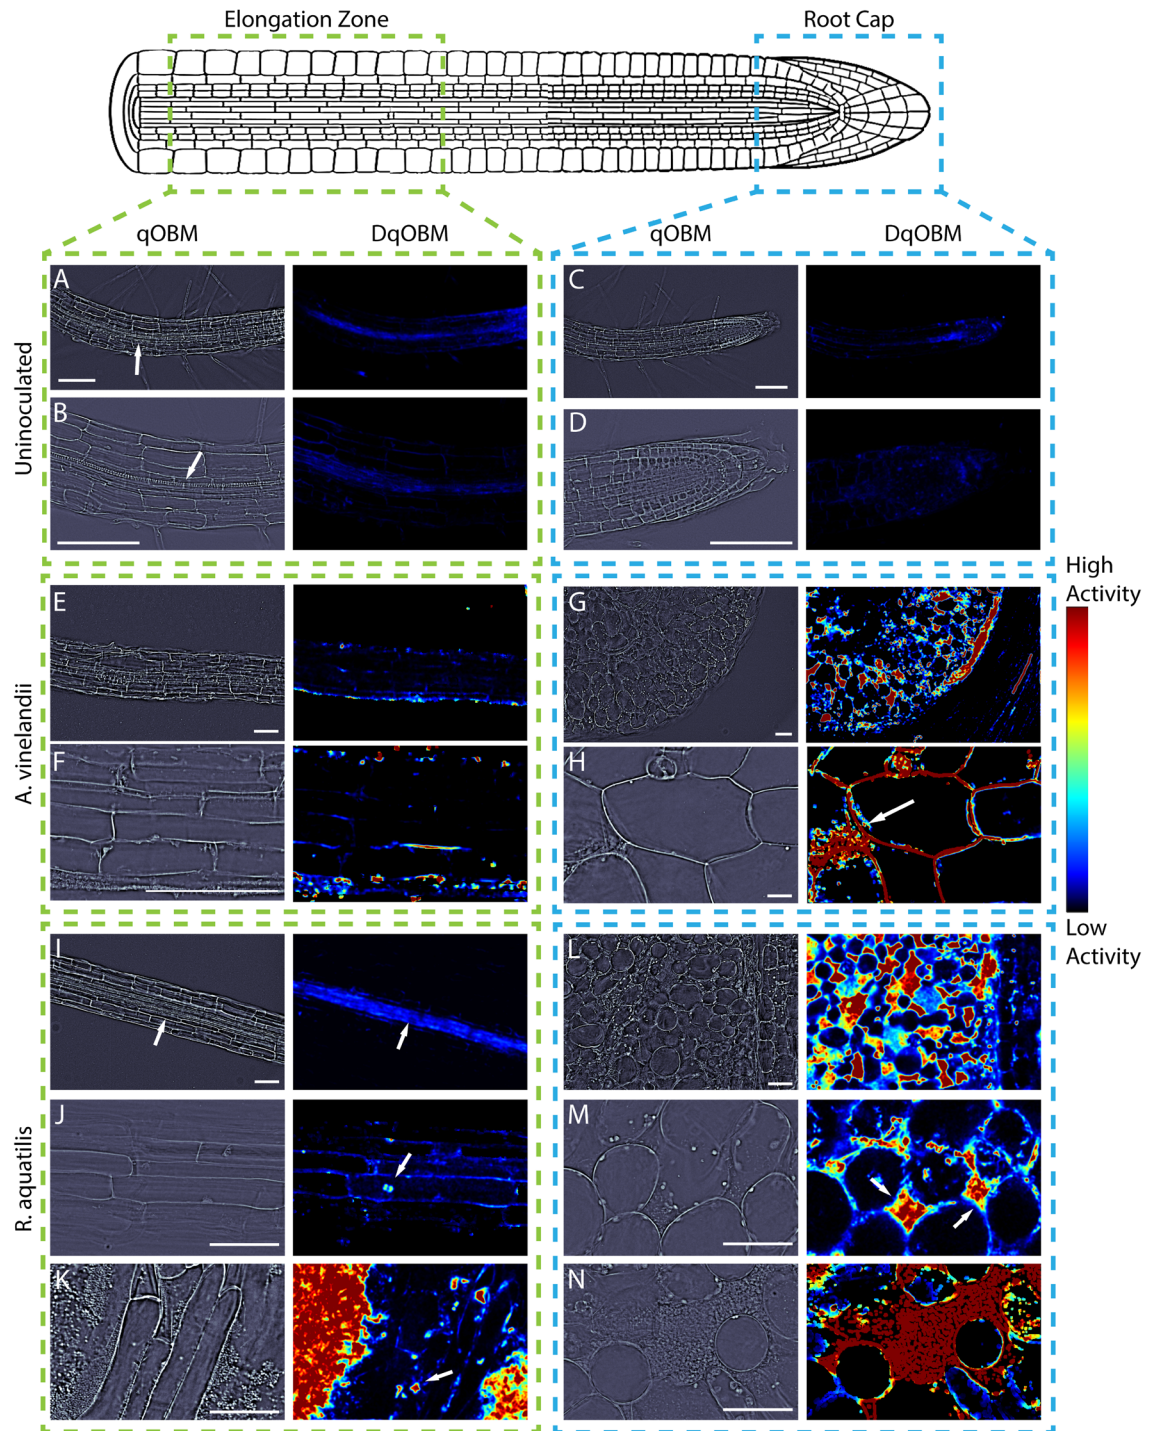 Elongation Zone
Root Cap
qOBM
DqOBM
qOBM
DqOBM
Uninoculated
A
C
B
D
High
Activity
A. vinelandii
E
G
F
H
Low
Activity
R. aquatilis
I
L
J
M
K
N